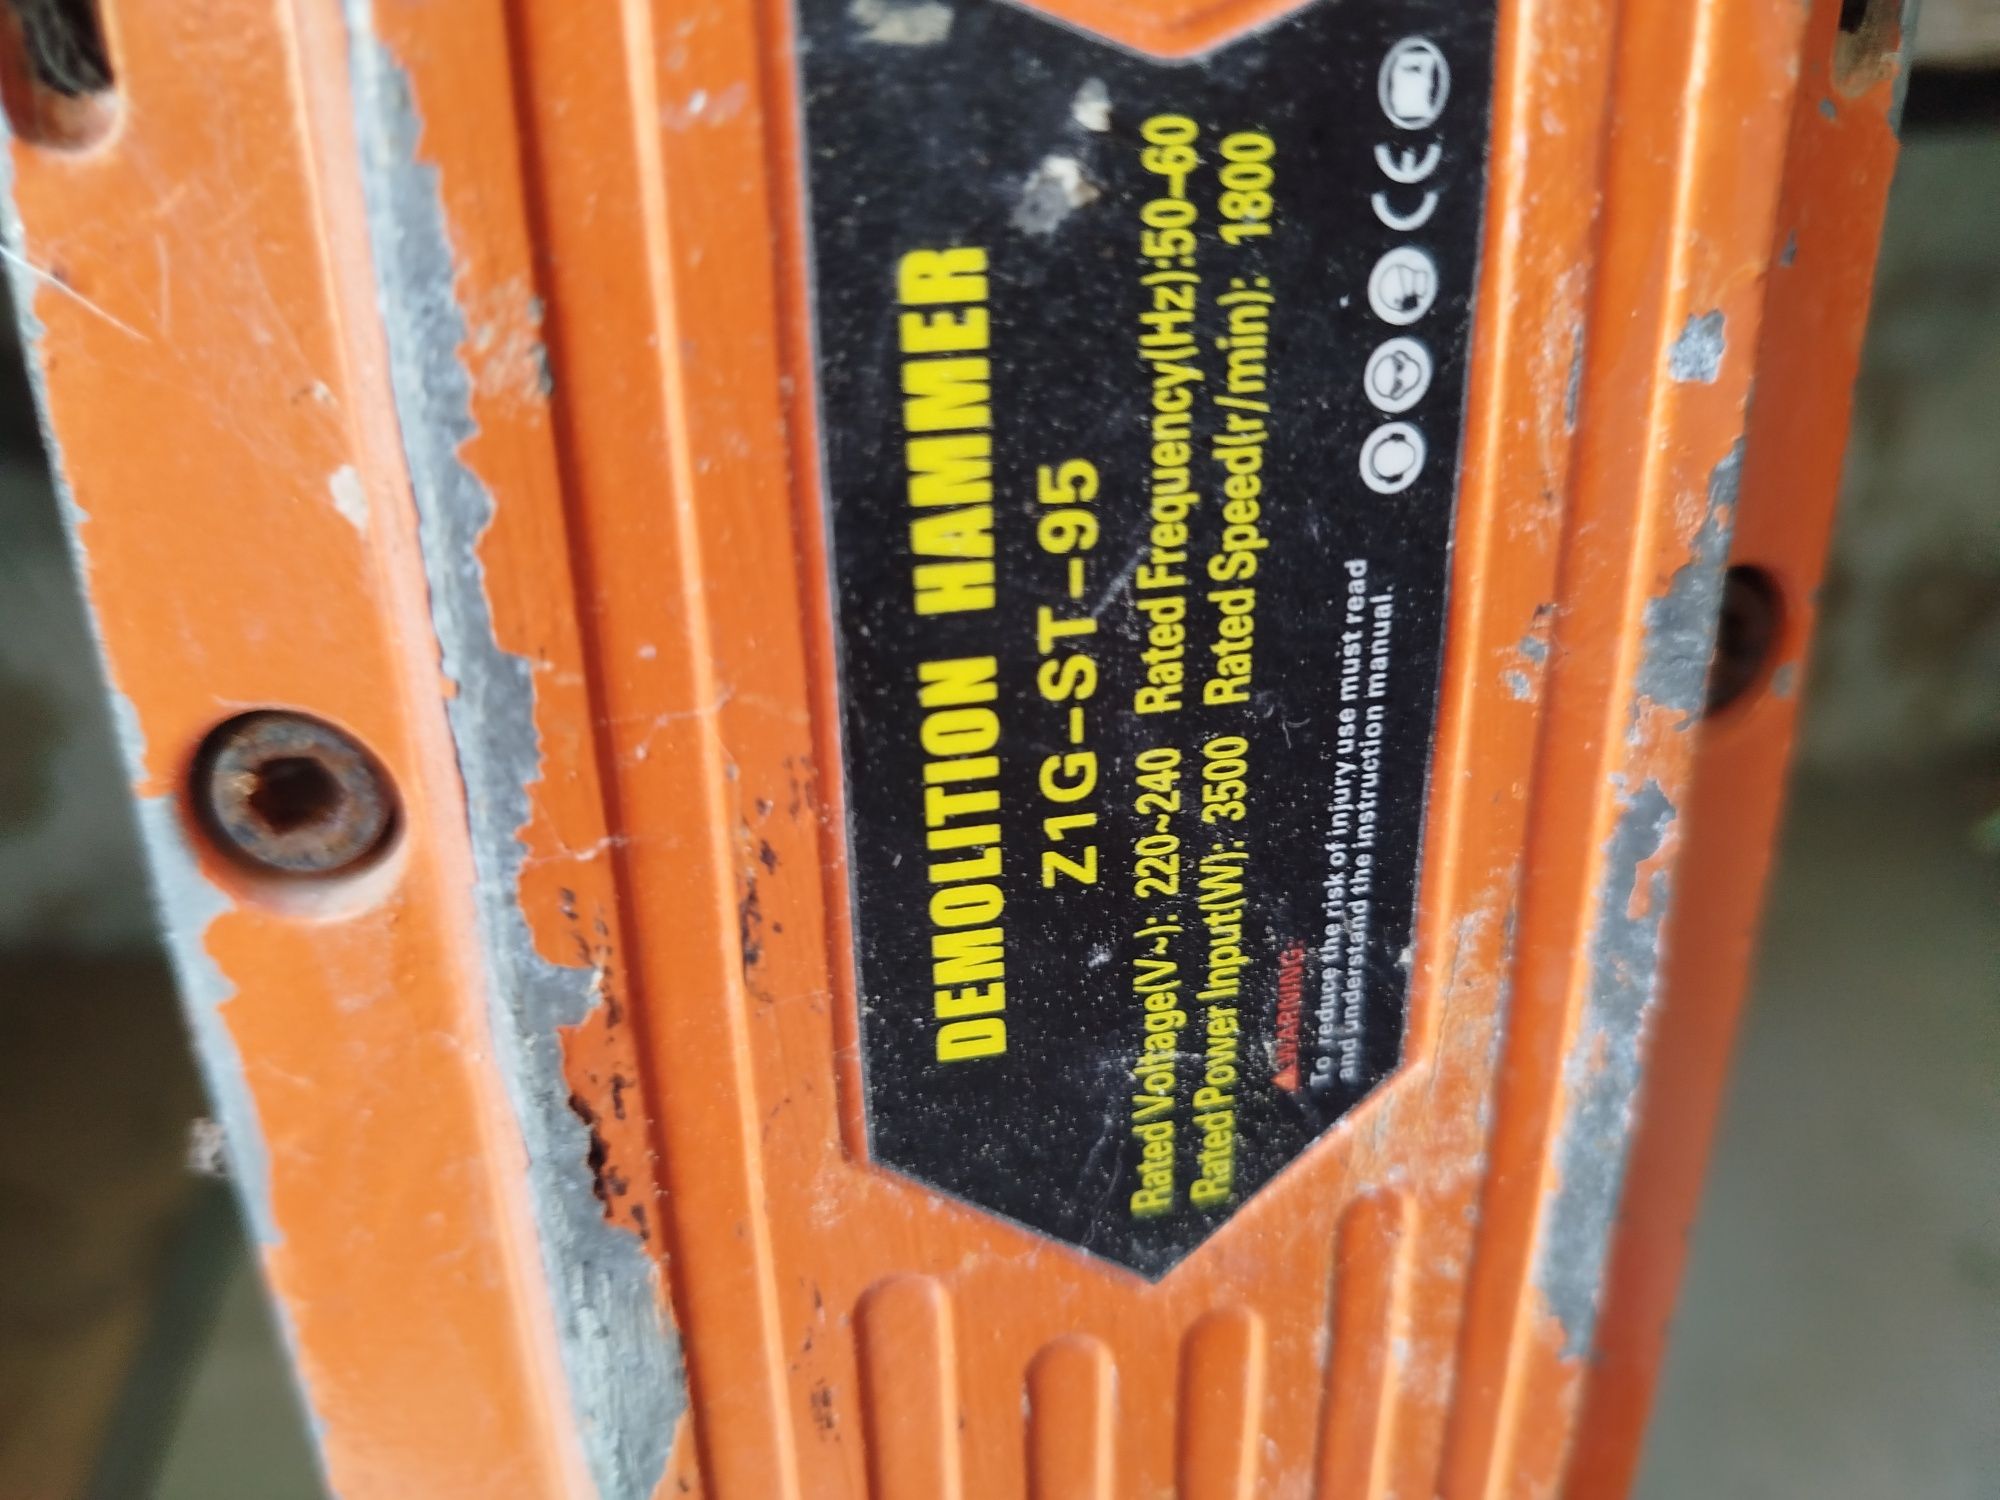 DEMOLITION HAMMER
Z1G-ST-95
Rated Voltage(V~): 220~240 Rated Frequency(Hz):50-60
Rated Power Input(W): 3500 Rated Speed(r/min): 1800
WARNING:
To reduce the risk of injury, use must read
and understand the instruction manual.
CE